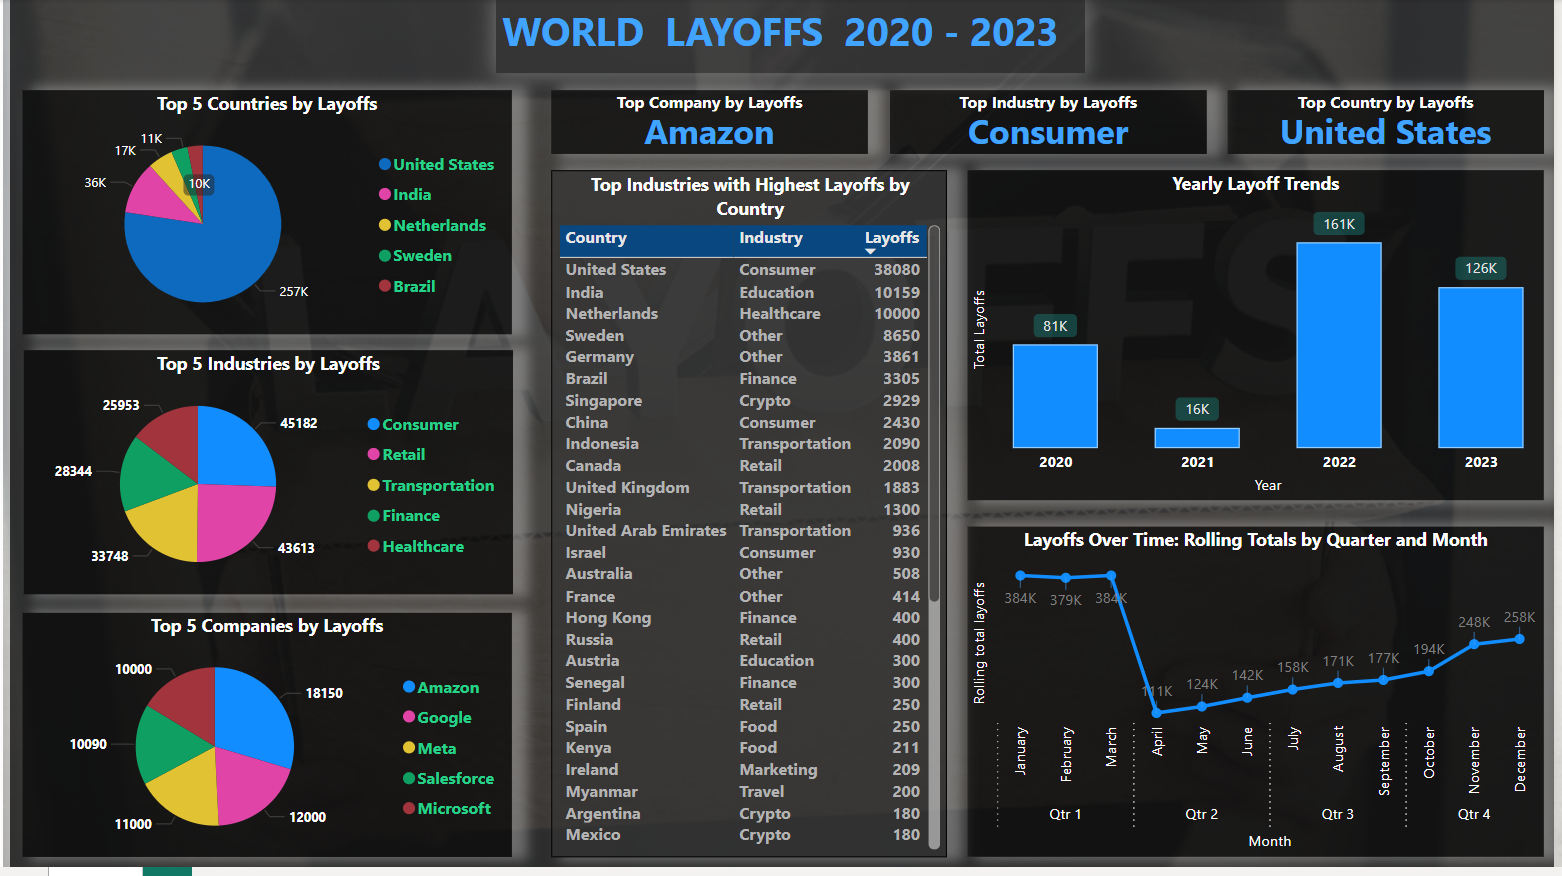 WORLD LAYOFFS 2020 - 2023
Top 5 Countries by Layoffs
11K
17K
36K
10K
257K
United States
India
Netherlands
Sweden
Brazil
Top Company by Layoffs
Amazon
Top Industry by Layoffs
Consumer
Top Country by Layoffs
United States
Top 5 Industries by Layoffs
25953
45182
28344
33748
43613
Consumer
Retail
Transportation
Finance
Healthcare
Top 5 Companies by Layoffs
10000
18150
10090
11000
12000
Amazon
Google
Meta
Salesforce
Microsoft
Top Industries with Highest Layoffs by
Country
Country Industry Layoffs
United States Consumer 38080
India Education 10159
Netherlands Healthcare 10000
Sweden Other 8650
Germany Other 3861
Brazil Finance 3305
Singapore Crypto 2929
China Consumer 2430
Indonesia Transportation 2090
Canada Retail 2008
United Kingdom Transportation 1883
Nigeria Retail 1300
United Arab Emirates Transportation 936
Israel Consumer 930
Australia Other 508
France Other 414
Hong Kong Finance 400
Russia Retail 400
Austria Education 300
Senegal Finance 300
Finland Retail 250
Spain Food 250
Kenya Food 211
Ireland Marketing 209
Myanmar Travel 200
Argentina Crypto 180
Mexico Crypto 180
Yearly Layoff Trends
Total Layoffs
81K
16K
161K
126K
2020 2021 2022 2023
Year
Layoffs Over Time: Rolling Totals by Quarter and Month
Rolling total layoffs
384K 379K 384K 111K 124K 142K 158K 171K 177K 194K 248K 258K
January February March April May June July August September October November December
Qtr 1 Qtr 2 Qtr 3 Qtr 4
Month
LAYOFFS